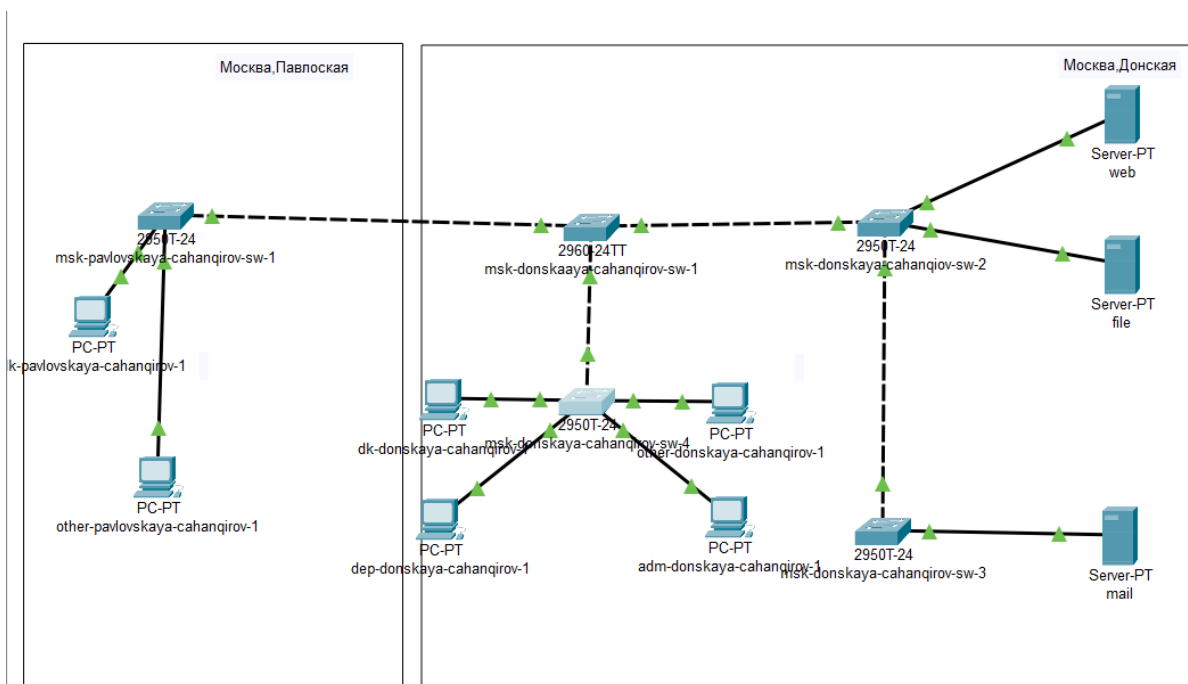 Москва,Павлоская
Москва,Донская
Server-PT
web
2950T-24
msk-pavlovskaya-cahanqirov-sw-1
2960-24TT
msk-donskaaya-cahanqirov-sw-1
2950T-24
msk-donskaya-cahanqiov-sw-2
Server-PT
file
PC-PT
k-pavlovskaya-cahanqirov-1
PC-PT
dk-donskaya-cahanqirov-1
2950T-24
msk-donskaya-cahanqirov-sw-4
PC-PT
other-donskaya-cahanqirov-1
PC-PT
other-pavlovskaya-cahanqirov-1
PC-PT
dep-donskaya-cahanqirov-1
PC-PT
adm-donskaya-cahanqirov-1
2950T-24
msk-donskaya-cahanqirov-sw-3
Server-PT
mail